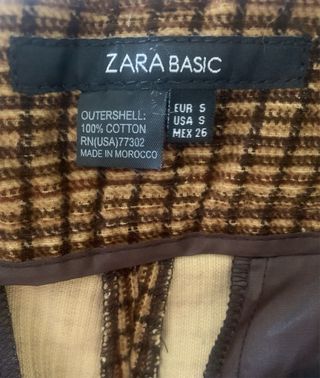 ZARA BASIC
OUTERSHELL:
100% COTTON
RN(USA)77302
MADE IN MOROCCO
EUR S
USA S
MEX 26